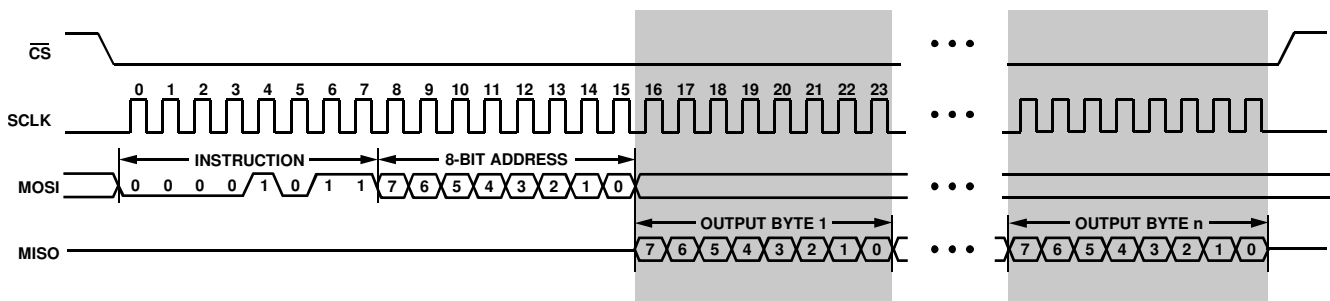 CS
0 1 2 3 4 5 6 7 8 9 10 11 12 13 14 15 16 17 18 19 20 21 22 23
SCLK
INSTRUCTION 8-BIT ADDRESS
MOSI 0 0 0 0 1 0 1 1 7 6 5 4 3 2 1 0
OUTPUT BYTE 1 OUTPUT BYTE n
MISO 7 6 5 4 3 2 1 0 7 6 5 4 3 2 1 0